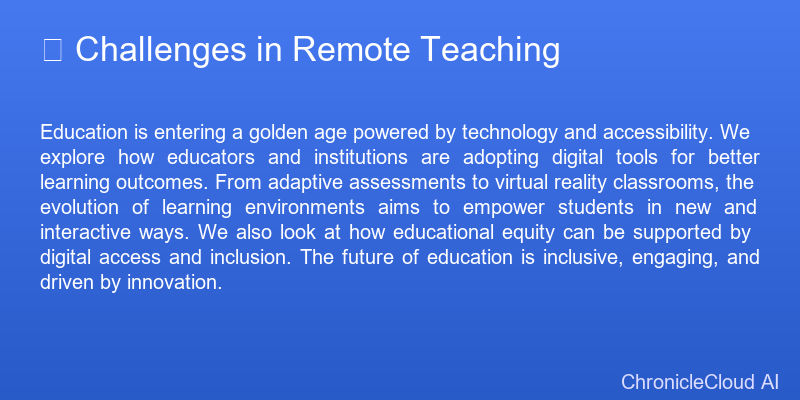 Challenges in Remote Teaching
Education is entering a golden age powered by technology and accessibility. We
explore how educators and institutions are adopting digital tools for better
learning outcomes. From adaptive assessments to virtual reality classrooms, the
evolution of learning environments aims to empower students in new and
interactive ways. We also look at how educational equity can be supported by
digital access and inclusion. The future of education is inclusive, engaging, and
driven by innovation.
ChronicleCloud AI